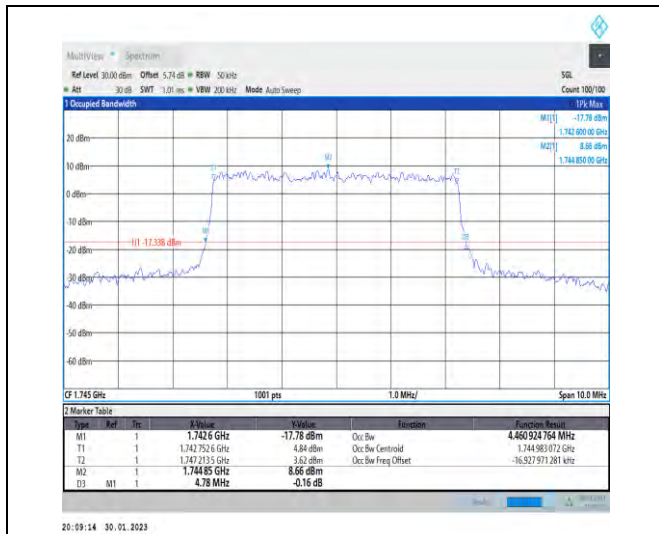 MultiView Spectrum
Ref Level 30.00 dBm Offset 5.74 dB RBW 50 kHz SGL
Att 30 dB SWT 1.01 ms VBW 200 kHz Mode Auto Sweep Count 100/100
1 Occupied Bandwidth 1Pk Max
M1[1] -17.78 dBm
1.742 600 00 GHz
M2[1] 8.66 dBm
1.744 850 00 GHz
20 dBm
10 dBm
0 dBm
-10 dBm
H1 -17.338 dBm
-20 dBm
-30 dBm
-40 dBm
-50 dBm
-60 dBm
T1
M2
T2
CF 1.745 GHz 1001 pts 1.0 MHz/ Span 10.0 MHz
2 Marker Table
Type Ref Trc X-Value Y-Value Function Function Result
M1 1 1.7426 GHz -17.78 dBm Occ Bw 4.460 924 764 MHz
T1 1 1.742 752 6 GHz 4.84 dBm Occ Bw Centroid 1.744 983 072 GHz
T2 1 1.747 213 5 GHz 3.62 dBm Occ Bw Freq Offset -16.927 971 281 kHz
M2 1 1.744 85 GHz 8.66 dBm
D3 M1 1 4.78 MHz -0.16 dB
20:09:14 30.01.2023